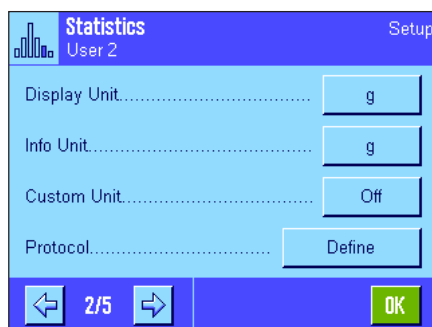 Statistics
Setup
User 2
Display Unit.................................... g
Info Unit.......................................... g
Custom Unit................................... Off
Protocol............................. Define
2/5
OK